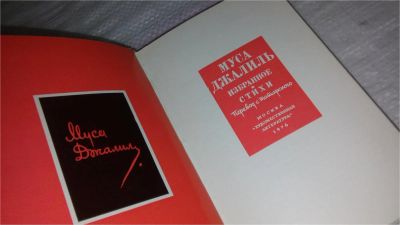 Муса
Джалиль
МУСА
ДЖАЛИЛЬ
ИЗБРАННОЕ
СТИХИ
Перевод с татарского
МОСКВА
"ХУДОЖЕСТВЕННАЯ
ЛИТЕРАТУРА"
1976